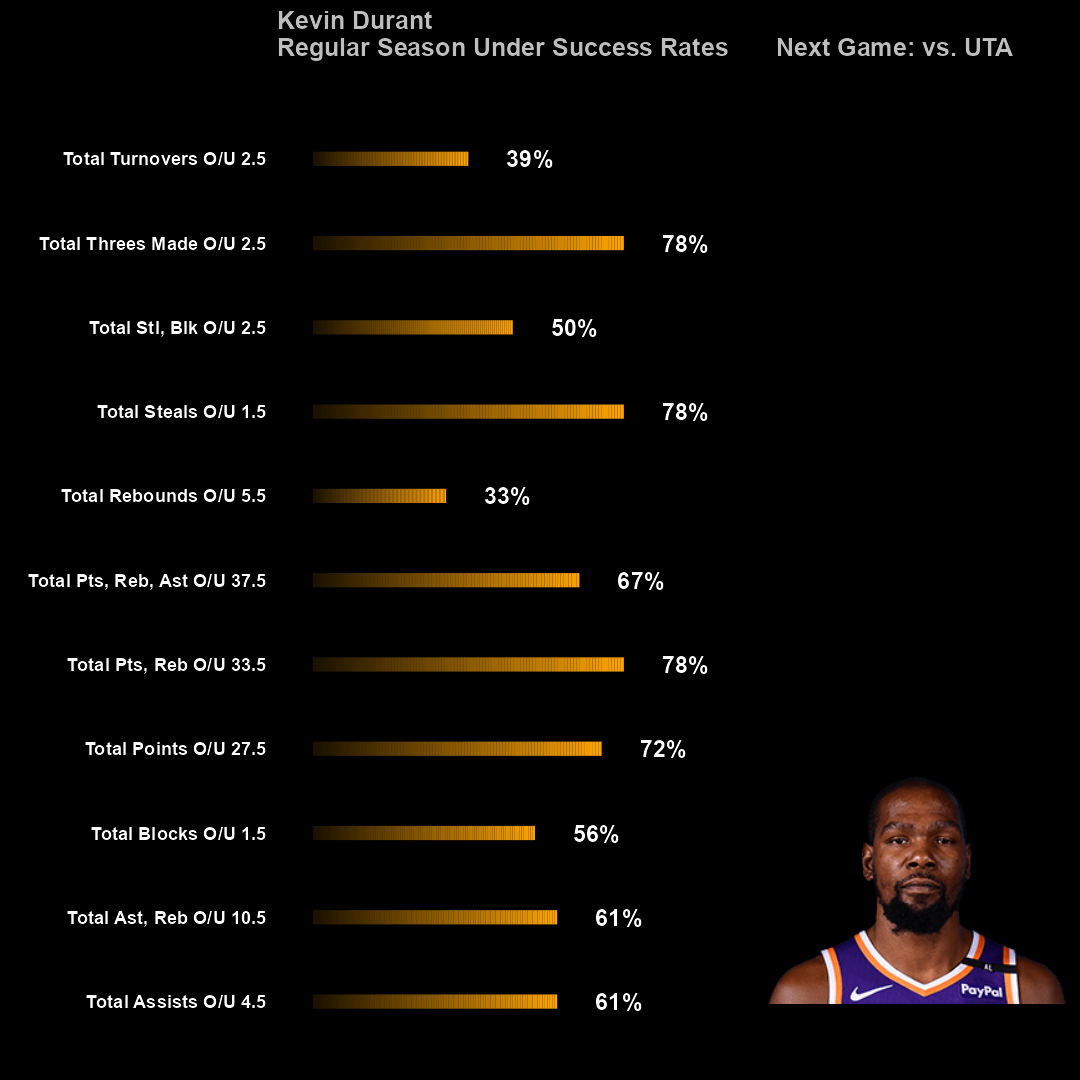 Kevin Durant
Regular Season Under Success Rates
Next Game: vs. UTA
Total Turnovers O/U 2.5 39%
Total Threes Made O/U 2.5 78%
Total Stl, Blk O/U 2.5 50%
Total Steals O/U 1.5 78%
Total Rebounds O/U 5.5 33%
Total Pts, Reb, Ast O/U 37.5 67%
Total Pts, Reb O/U 33.5 78%
Total Points O/U 27.5 72%
Total Blocks O/U 1.5 56%
Total Ast, Reb O/U 10.5 61%
Total Assists O/U 4.5 61%
AL
PayPal